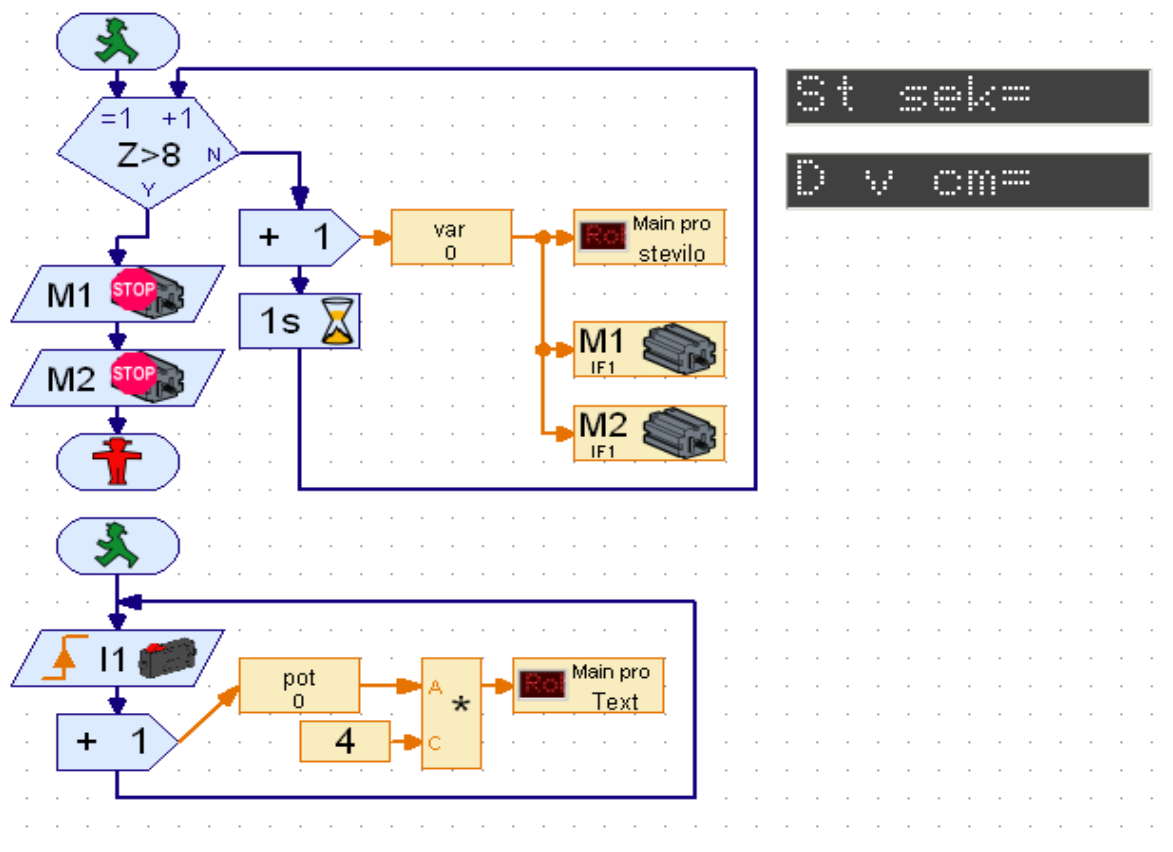 =1 +1
Z>8 N
Y
St sek=
D v cm=
+ 1
var
0
Main pro
stevilo
M1 STOP
1s
M1
IF1
M2 STOP
M2
IF1
I1
pot
0
A
*
Main pro
Text
+ 1
4
C